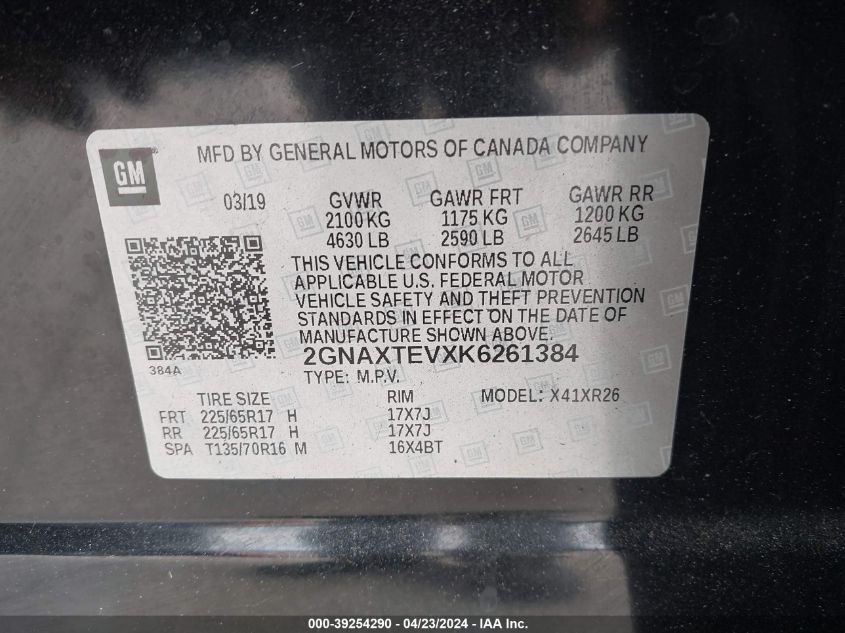 GM
MFD BY GENERAL MOTORS OF CANADA COMPANY
03/19 GVWR GAWR FRT GAWR RR
2100 KG 1175 KG 1200 KG
4630 LB 2590 LB 2645 LB
THIS VEHICLE CONFORMS TO ALL
APPLICABLE U.S. FEDERAL MOTOR
VEHICLE SAFETY AND THEFT PREVENTION
STANDARDS IN EFFECT ON THE DATE OF
MANUFACTURE SHOWN ABOVE.
2GNAXTEVXK6261384
384A
TYPE: M.P.V.
TIRE SIZE RIM MODEL: X41XR26
FRT 225/65R17 H 17X7J
RR 225/65R17 H 17X7J
SPA T135/70R16 M 16X4BT
000-39254290 - 04/23/2024 - IAAI.com